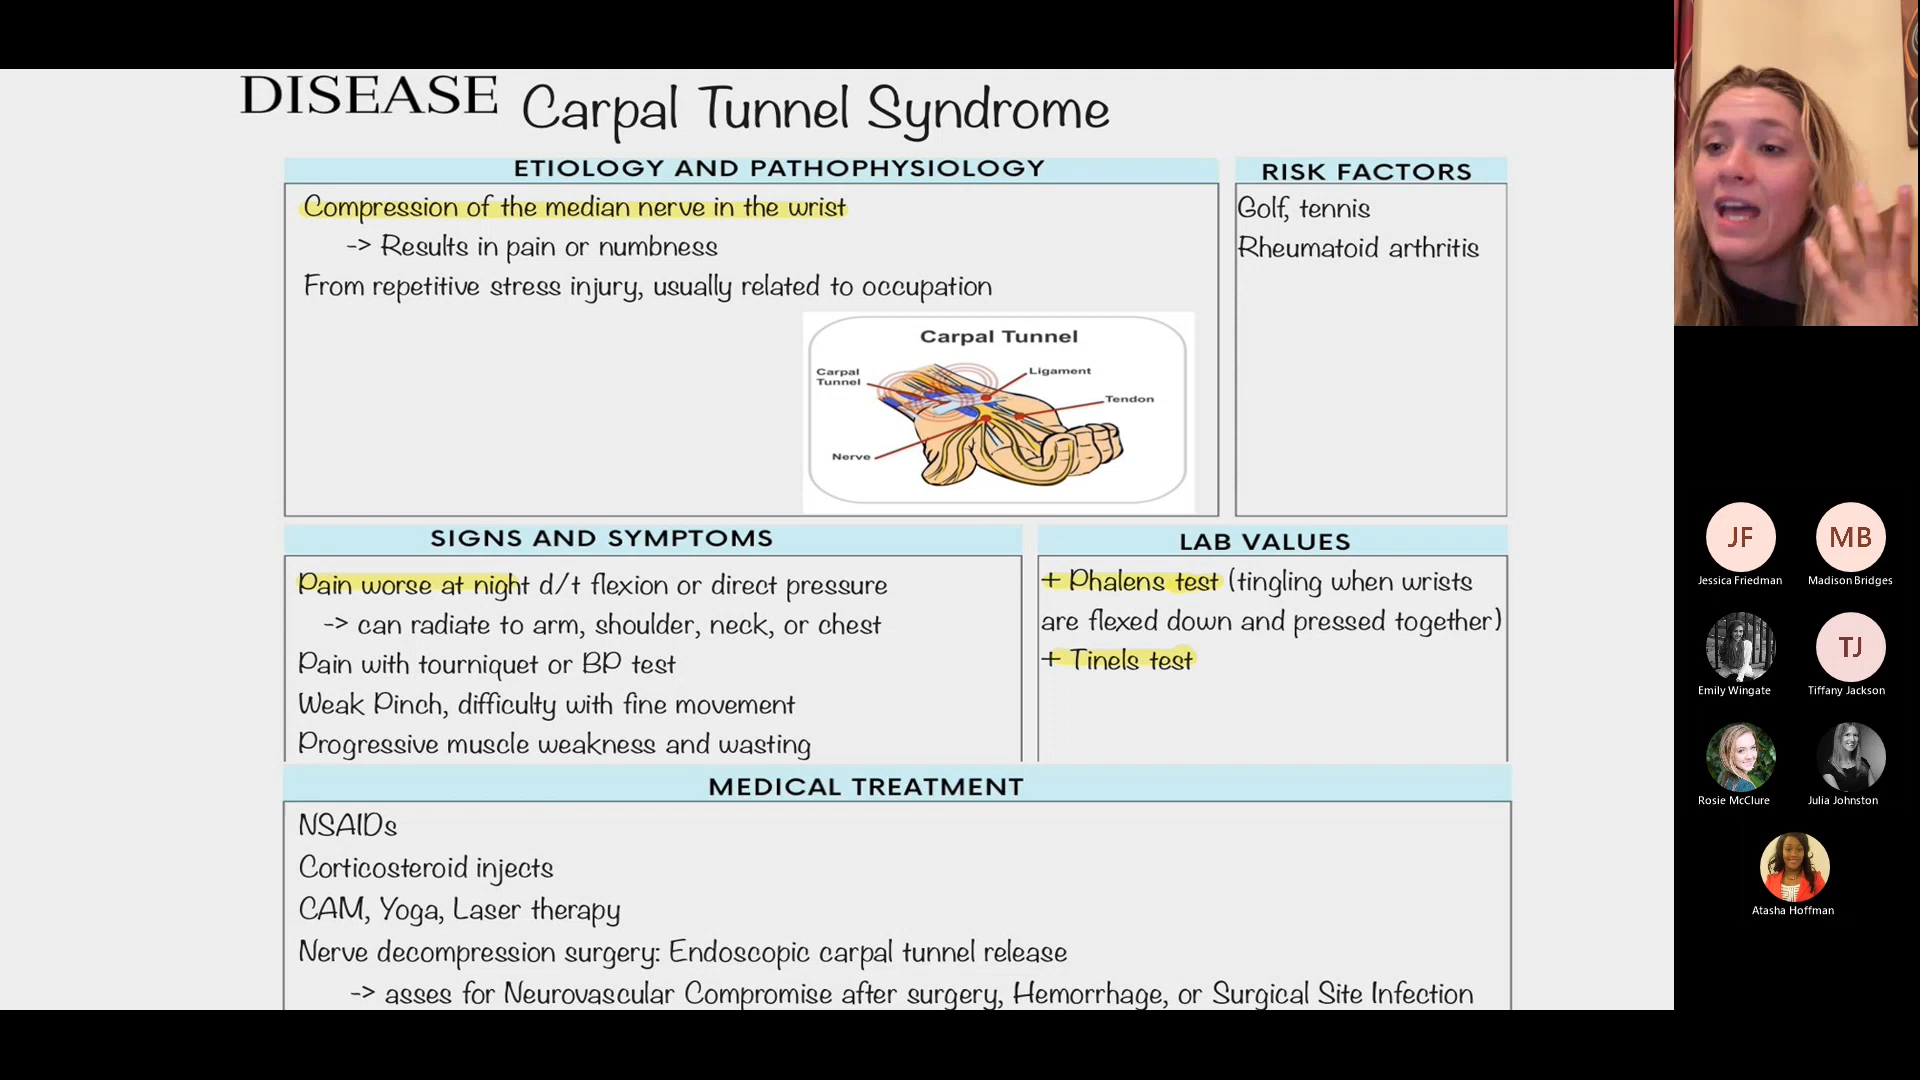 DISEASE Carpal Tunnel Syndrome
ETIOLOGY AND PATHOPHYSIOLOGY
Compression of the median nerve in the wrist
-> Results in pain or numbness
From repetitive stress injury, usually related to occupation
Carpal Tunnel
Carpal
Tunnel
Ligament
Tendon
Nerve
RISK FACTORS
Golf, tennis
Rheumatoid arthritis
SIGNS AND SYMPTOMS
Pain worse at night d/t flexion or direct pressure
-> can radiate to arm, shoulder, neck, or chest
Pain with tourniquet or BP test
Weak Pinch, difficulty with fine movement
Progressive muscle weakness and wasting
LAB VALUES
+ Phalens test (tingling when wrists
are flexed down and pressed together)
+ Tinels test
MEDICAL TREATMENT
NSAIDs
Corticosteroid injects
CAM, Yoga, Laser therapy
Nerve decompression surgery: Endoscopic carpal tunnel release
-> asses for Neurovascular Compromise after surgery, Hemorrhage, or Surgical Site Infection
JF
MB
Jessica Friedman
Madison Bridges
TJ
Emily Wingate
Tiffany Jackson
Rosie McClure
Julia Johnston
Atasha Hoffman